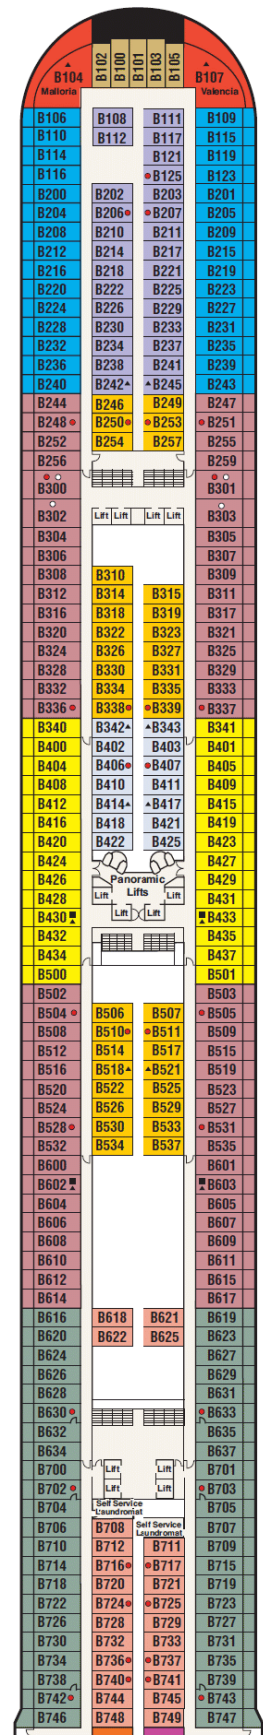 B102 B100 B101 B103 B105
B104 B107
Malloria Valencia
B106 B108 B111 B109
B110 B112 B117 B115
B114 B121 B119
B116 B125 B123
B200 B202 B203 B201
B204 B206 B207 B205
B208 B210 B211 B209
B212 B214 B217 B215
B216 B218 B221 B219
B220 B222 B225 B223
B224 B226 B229 B227
B228 B230 B233 B231
B232 B234 B237 B235
B236 B238 B241 B239
B240 B242 B245 B243
B244 B246 B249 B247
B248 B250 B253 B251
B252 B254 B257 B255
B256 B259
B300 B301
B302 Lift Lift Lift Lift B303
B304 B305
B306 B307
B308 B310 B309
B312 B314 B315 B311
B316 B318 B319 B317
B320 B322 B323 B321
B324 B326 B327 B325
B328 B330 B331 B329
B332 B334 B335 B333
B336 B338 B339 B337
B340 B342 B343 B341
B400 B402 B403 B401
B404 B406 B407 B405
B408 B410 B411 B409
B412 B414 B417 B415
B416 B418 B421 B419
B420 B422 B425 B423
B424 B427
B426 Panoramic B429
B428 Lift Lifts Lift B431
B430 Lift Lift B433
B432 B435
B434 B437
B500 B501
B502 B503
B504 B506 B507 B505
B508 B510 B511 B509
B512 B514 B517 B515
B516 B518 B521 B519
B520 B522 B525 B523
B524 B526 B529 B527
B528 B530 B533 B531
B532 B534 B537 B535
B600 B601
B602 B603
B604 B605
B606 B607
B608 B609
B610 B611
B612 B615
B614 B617
B616 B618 B621 B619
B620 B622 B625 B623
B624 B627
B626 B629
B628 B631
B630 B633
B632 B635
B634 B637
B700 Lift Lift B701
B702 Lift Lift B703
B704 Self Service Laundromat B705
B706 B708 Self Service Laundromat B707
B710 B712 B711 B709
B714 B716 B717 B715
B718 B720 B721 B719
B722 B724 B725 B723
B726 B728 B729 B727
B730 B732 B733 B731
B734 B736 B737 B735
B738 B740 B741 B739
B742 B744 B745 B743
B746 B748 B749 B747